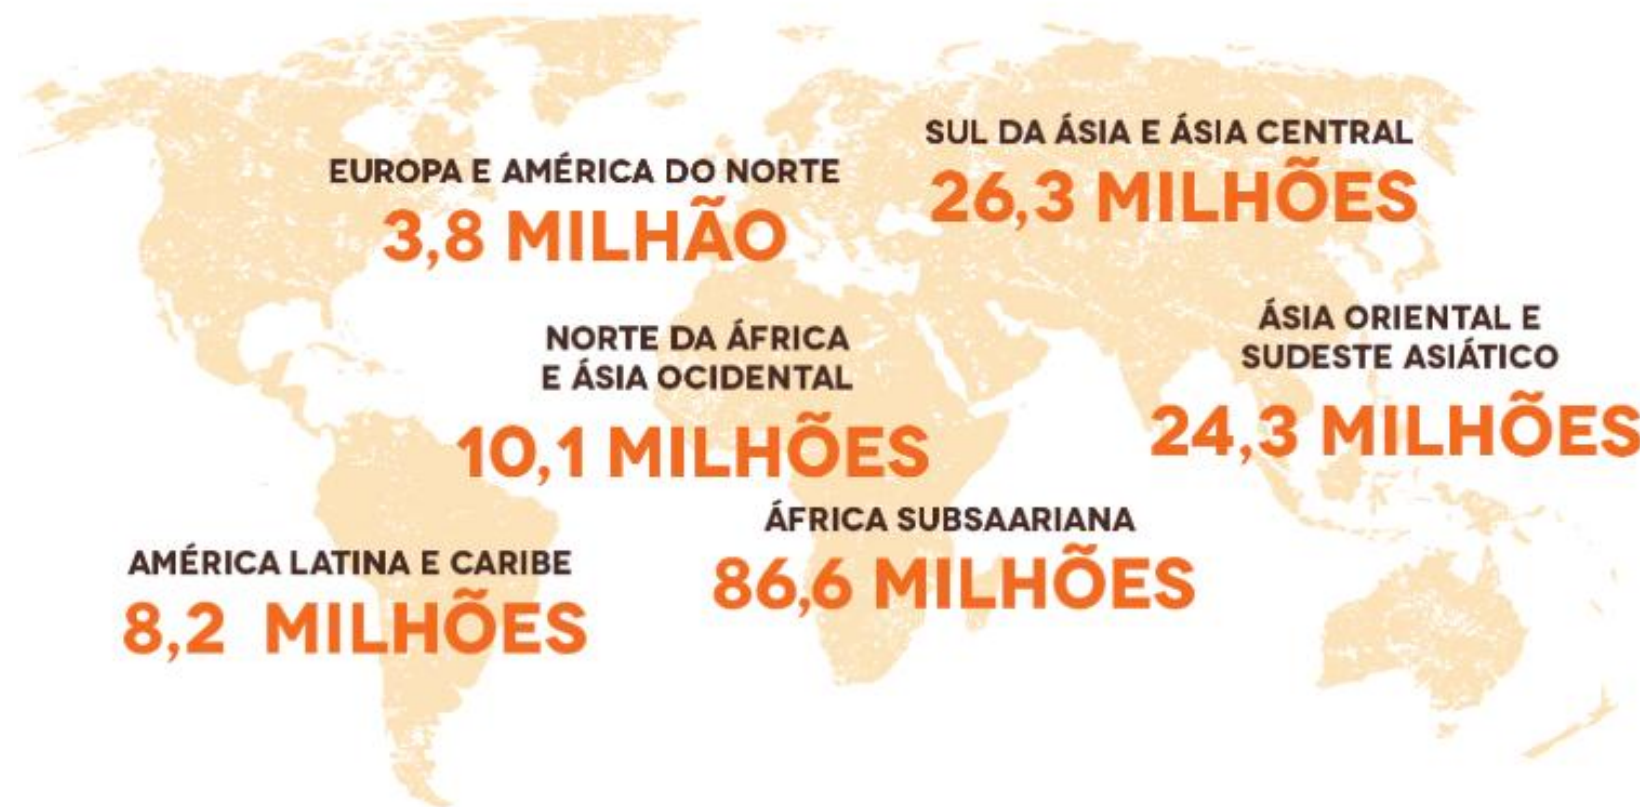 SUL DA ÁSIA E ÁSIA CENTRAL
26,3 MILHÕES
EUROPA E AMÉRICA DO NORTE
3,8 MILHÃO
NORTE DA ÁFRICA
E ÁSIA OCIDENTAL
10,1 MILHÕES
ÁSIA ORIENTAL E
SUDESTE ASIÁTICO
24,3 MILHÕES
ÁFRICA SUBSAARIANA
86,6 MILHÕES
AMÉRICA LATINA E CARIBE
8,2 MILHÕES